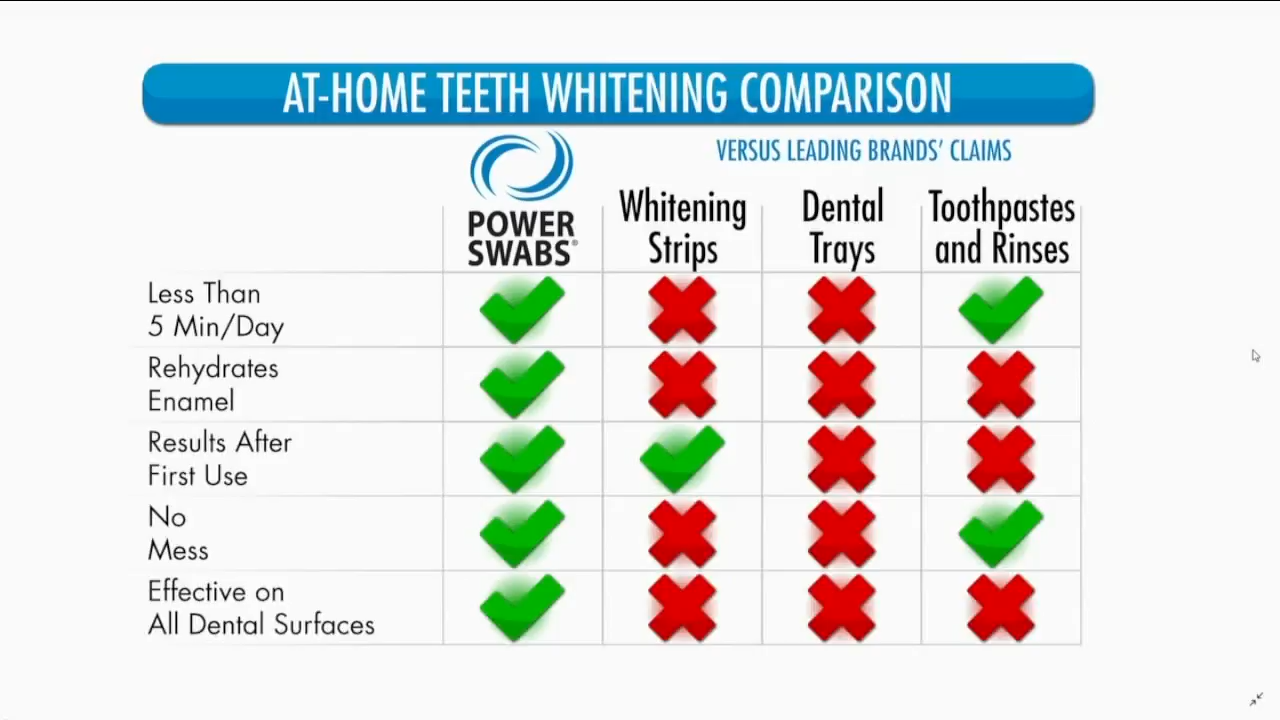 AT-HOME TEETH WHITENING COMPARISON
VERSUS LEADING BRANDS' CLAIMS
POWER
SWABS®
Whitening
Strips
Dental
Trays
Toothpastes
and Rinses
Less Than
5 Min/Day
Rehydrates
Enamel
Results After
First Use
No
Mess
Effective on
All Dental Surfaces